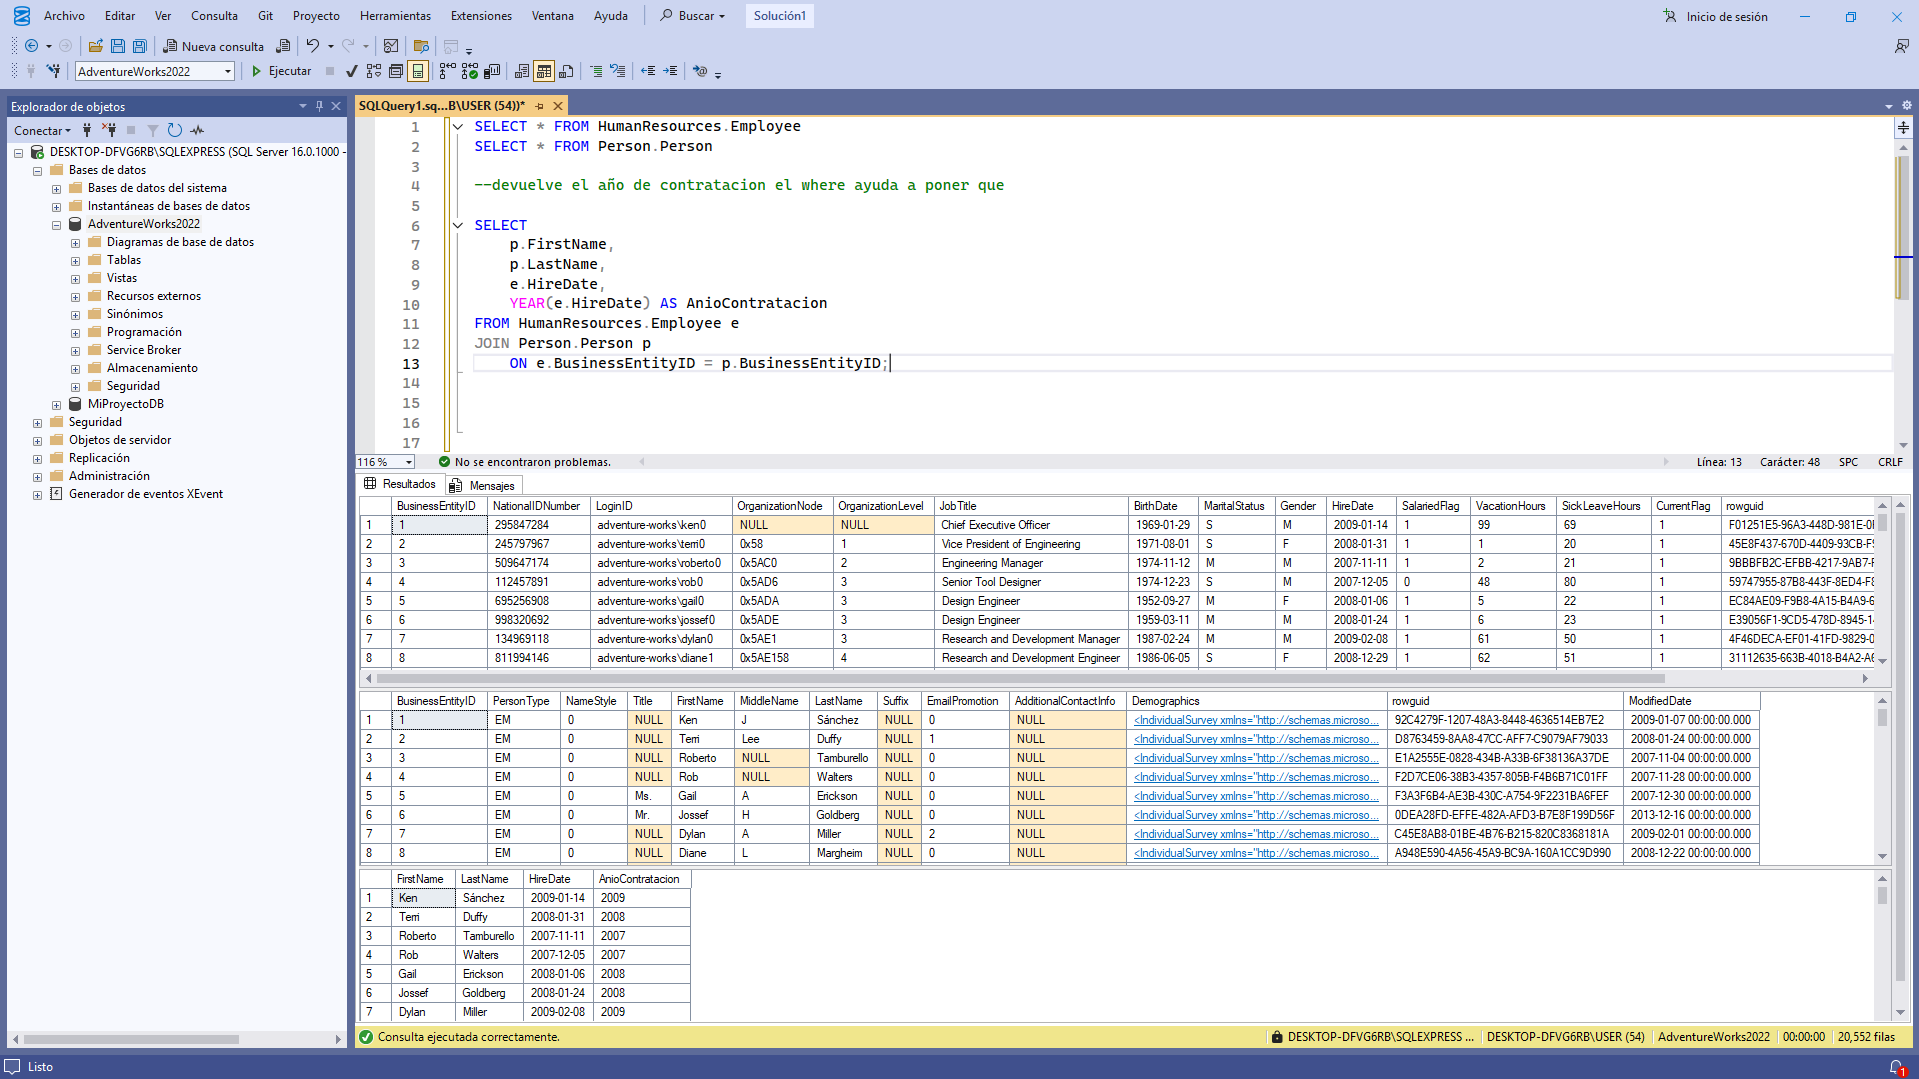 Archivo Editar Ver Consulta Git Proyecto Herramientas Extensiones Ventana Ayuda Buscar Solución1 Inicio de sesión
Nueva consulta
AdventureWorks2022 Ejecutar
Explorador de objetos
Conectar
DESKTOP-DFVG6RB\SQLEXPRESS (SQL Server 16.0.1000 -
Bases de datos
Bases de datos del sistema
Instantáneas de bases de datos
AdventureWorks2022
Diagramas de base de datos
Tablas
Vistas
Recursos externos
Sinónimos
Programación
Service Broker
Almacenamiento
Seguridad
MiProyectoDB
Seguridad
Objetos de servidor
Replicación
Administración
Generador de eventos XEvent
SQLQuery1.sq...B\USER (54))*
1 SELECT * FROM HumanResources.Employee
2 SELECT * FROM Person.Person
3
4 --devuelve el año de contratacion el where ayuda a poner que
5
6 SELECT
7 p.FirstName,
8 p.LastName,
9 e.HireDate,
10 YEAR(e.HireDate) AS AnioContratacion
11 FROM HumanResources.Employee e
12 JOIN Person.Person p
13 ON e.BusinessEntityID = p.BusinessEntityID;
14
15
16
17
116 % No se encontraron problemas. Línea: 13 Carácter: 48 SPC CRLF
Resultados Mensajes
BusinessEntityID NationalIDNumber LoginID OrganizationNode OrganizationLevel JobTitle BirthDate MaritalStatus Gender HireDate SalariedFlag VacationHours SickLeaveHours CurrentFlag rowguid
1 1 295847284 adventure-works\ken0 NULL NULL Chief Executive Officer 1969-01-29 S M 2009-01-14 1 99 69 1 F01251E5-96A3-448D-981E-0
2 2 245797967 adventure-works\terri0 0x58 1 Vice President of Engineering 1971-08-01 S F 2008-01-31 1 1 20 1 45E8F437-670D-4409-93CB-F
3 3 509647174 adventure-works\roberto0 0x5AC0 2 Engineering Manager 1974-11-12 M M 2007-11-11 1 2 21 1 9BBBFB2C-EFBB-4217-9AB7-F
4 4 112457891 adventure-works\rob0 0x5AD6 3 Senior Tool Designer 1974-12-23 S M 2007-12-05 0 48 80 1 59747955-87B8-443F-8ED4-F8
5 5 695256908 adventure-works\gail0 0x5ADA 3 Design Engineer 1952-09-27 M F 2008-01-06 1 5 22 1 EC84AE09-F9B8-4A15-B4A9-6
6 6 998320692 adventure-works\jossef0 0x5ADE 3 Design Engineer 1959-03-11 M M 2008-01-24 1 6 23 1 E39056F1-9CD5-478D-8945-1
7 7 134969118 adventure-works\dylan0 0x5AE1 3 Research and Development Manager 1987-02-24 M M 2009-02-08 1 61 50 1 4F46DECA-EF01-41FD-9829-0
8 8 811994146 adventure-works\diane1 0x5AE158 4 Research and Development Engineer 1986-06-05 S F 2008-12-29 1 62 51 1 31112635-663B-4018-B4A2-A6
BusinessEntityID PersonType NameStyle Title FirstName MiddleName LastName Suffix EmailPromotion AdditionalContactInfo Demographics rowguid ModifiedDate
1 1 EM 0 NULL Ken J Sánchez NULL 0 NULL <IndividualSurvey xmlns="http://schemas.microso... 92C4279F-1207-48A3-8448-4636514EB7E2 2009-01-07 00:00:00.000
2 2 EM 0 NULL Terri Lee Duffy NULL 1 NULL <IndividualSurvey xmlns="http://schemas.microso... D8763459-8AA8-47CC-AFF7-C9079AF79033 2008-01-24 00:00:00.000
3 3 EM 0 NULL Roberto NULL Tamburello NULL 0 NULL <IndividualSurvey xmlns="http://schemas.microso... E1A2555E-0828-434B-A33B-6F38136A37DE 2007-11-04 00:00:00.000
4 4 EM 0 NULL Rob NULL Walters NULL 0 NULL <IndividualSurvey xmlns="http://schemas.microso... F2D7CE06-38B3-4357-805B-F4B6B71C01FF 2007-11-28 00:00:00.000
5 5 EM 0 Ms. Gail A Erickson NULL 0 NULL <IndividualSurvey xmlns="http://schemas.microso... F3A3F6B4-AE3B-430C-A754-9F2231BA6FEF 2007-12-30 00:00:00.000
6 6 EM 0 Mr. Jossef H Goldberg NULL 0 NULL <IndividualSurvey xmlns="http://schemas.microso... 0DEA28FD-EFFE-482A-AFD3-B7E8F199D56F 2013-12-16 00:00:00.000
7 7 EM 0 NULL Dylan A Miller NULL 2 NULL <IndividualSurvey xmlns="http://schemas.microso... C45E8AB8-01BE-4B76-B215-820C8368181A 2009-02-01 00:00:00.000
8 8 EM 0 NULL Diane L Margheim NULL 0 NULL <IndividualSurvey xmlns="http://schemas.microso... A948E590-4A56-45A9-BC9A-160A1CC9D990 2008-12-22 00:00:00.000
FirstName LastName HireDate AnioContratacion
1 Ken Sánchez 2009-01-14 2009
2 Terri Duffy 2008-01-31 2008
3 Roberto Tamburello 2007-11-11 2007
4 Rob Walters 2007-12-05 2007
5 Gail Erickson 2008-01-06 2008
6 Jossef Goldberg 2008-01-24 2008
7 Dylan Miller 2009-02-08 2009
Consulta ejecutada correctamente. DESKTOP-DFVG6RB\SQLEXPRESS ... DESKTOP-DFVG6RB\USER (54) AdventureWorks2022 00:00:00 20,552 filas
Listo 1